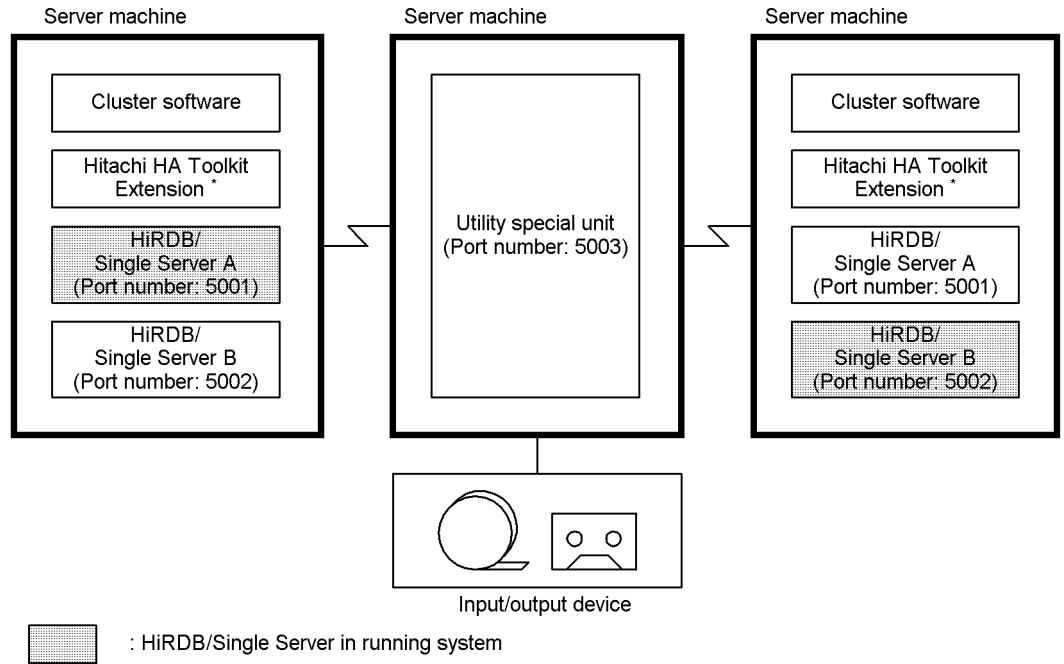 Server machine
Server machine
Server machine
Cluster software
Hitachi HA Toolkit
Extension *
HiRDB/
Single Server A
(Port number: 5001)
HiRDB/
Single Server B
(Port number: 5002)
Utility special unit
(Port number: 5003)
Cluster software
Hitachi HA Toolkit
Extension *
HiRDB/
Single Server A
(Port number: 5001)
HiRDB/
Single Server B
(Port number: 5002)
Input/output device
: HiRDB/Single Server in running system